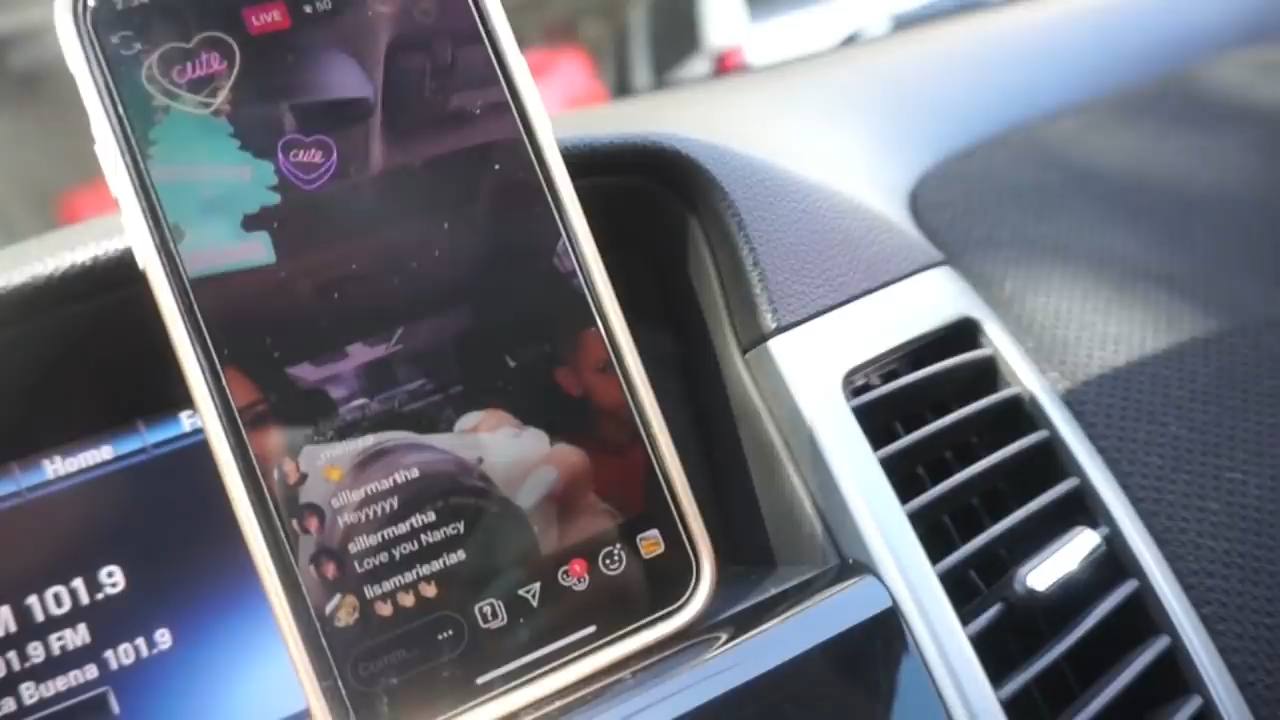 LIVE
50
cute
cute
sillermartha
Heyyyyy
sillermartha
Love you Nancy
lisamariearias
Home
101.9
01.9 FM
Buena 101.9